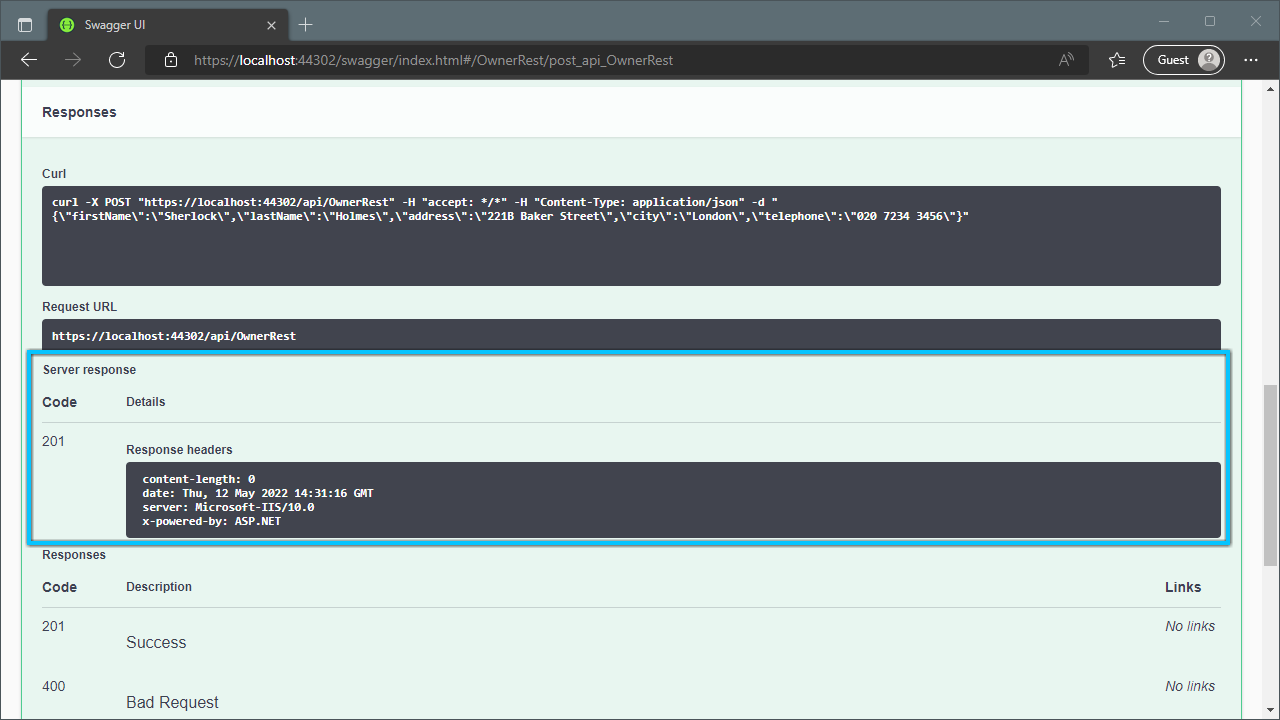 Swagger UI
https://localhost:44302/swagger/index.html#/OwnerRest/post_api_OwnerRest
Guest
Responses
Curl
curl -X POST "https://localhost:44302/api/OwnerRest" -H "accept: */*" -H "Content-Type: application/json" -d "
{\"firstName\":\"Sherlock\",\"lastName\":\"Holmes\",\"address\":\"221B Baker Street\",\"city\":\"London\",\"telephone\":\"020 7234 3456\"}"
Request URL
https://localhost:44302/api/OwnerRest
Server response
Code Details
201
Response headers
content-length: 0
date: Thu, 12 May 2022 14:31:16 GMT
server: Microsoft-IIS/10.0
x-powered-by: ASP.NET
Responses
Code Description Links
201 No links
Success
400 No links
Bad Request